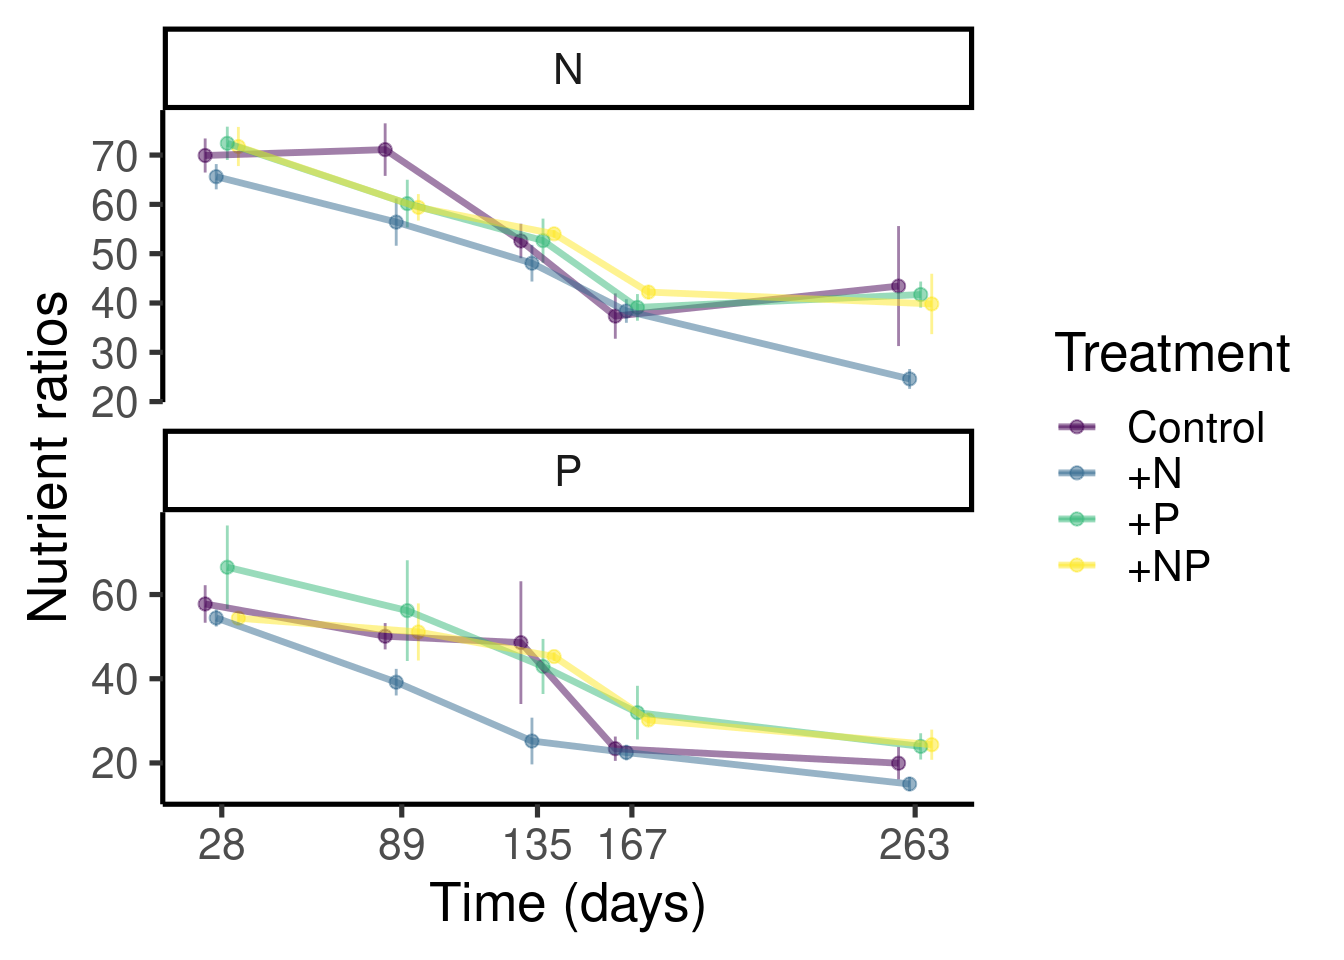 N
70
60
50
40
30
20
P
60
40
20
28 89 135 167 263
Time (days)
Nutrient ratios
Treatment
Control
+N
+P
+NP